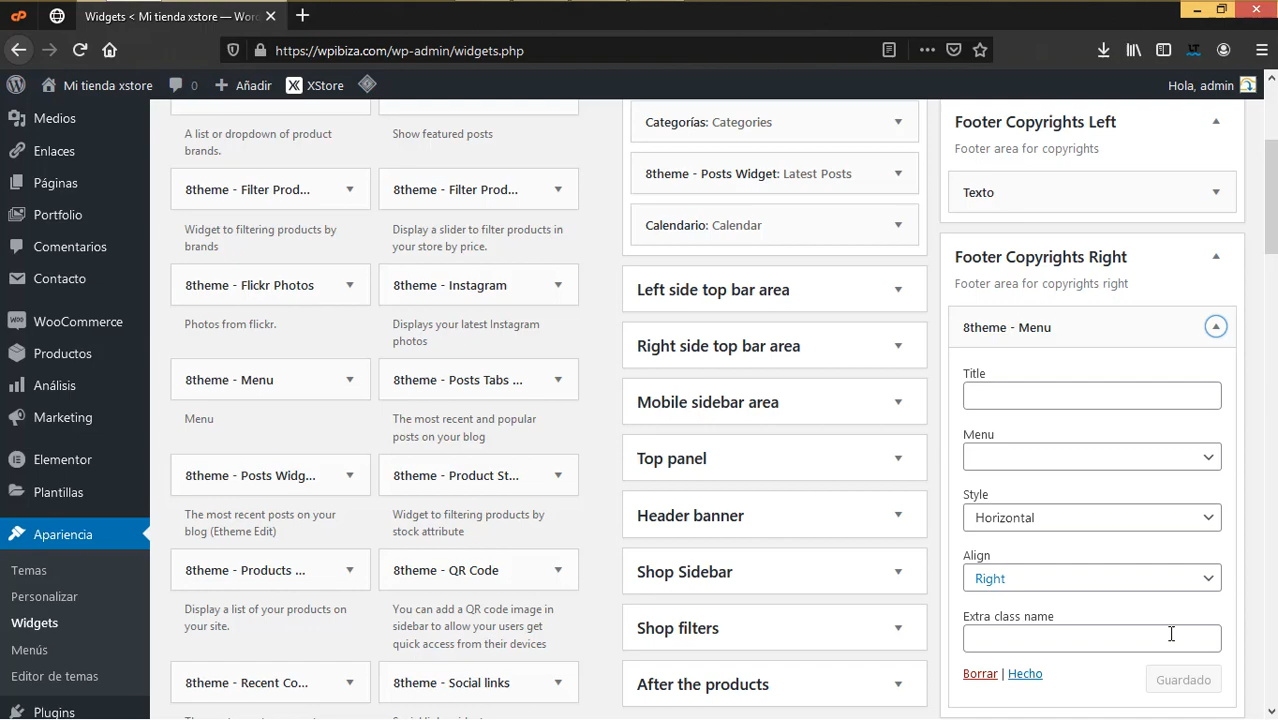 Widgets < Mi tienda xstore — Wor
https://wpibiza.com/wp-admin/widgets.php
Mi tienda xstore
0
Añadir
XStore
Hola, admin
Medios
Enlaces
Páginas
Portfolio
Comentarios
Contacto
WooCommerce
Productos
Análisis
Marketing
Elementor
Plantillas
Apariencia
Temas
Personalizar
Widgets
Menús
Editor de temas
Plugins
A list or dropdown of product
brands.
Show featured posts
8theme - Filter Prod...
8theme - Filter Prod...
Widget to filtering products by
brands
Display a slider to filter products in
your store by price.
8theme - Flickr Photos
8theme - Instagram
Photos from flickr.
Displays your latest Instagram
photos
8theme - Menu
8theme - Posts Tabs ...
Menu
The most recent and popular
posts on your blog
8theme - Posts Widg...
8theme - Product St...
The most recent posts on your
blog (Etheme Edit)
Widget to filtering products by
stock attribute
8theme - Products ...
8theme - QR Code
Display a list of your products on
your site.
You can add a QR code image in
sidebar to allow your users get
quick access from their devices
8theme - Recent Co...
8theme - Social links
Categorías: Categories
8theme - Posts Widget: Latest Posts
Calendario: Calendar
Left side top bar area
Right side top bar area
Mobile sidebar area
Top panel
Header banner
Shop Sidebar
Shop filters
After the products
Footer Copyrights Left
Footer area for copyrights
Texto
Footer Copyrights Right
Footer area for copyrights right
8theme - Menu
Title
Menu
Style
Horizontal
Align
Right
Extra class name
Borrar | Hecho
Guardado